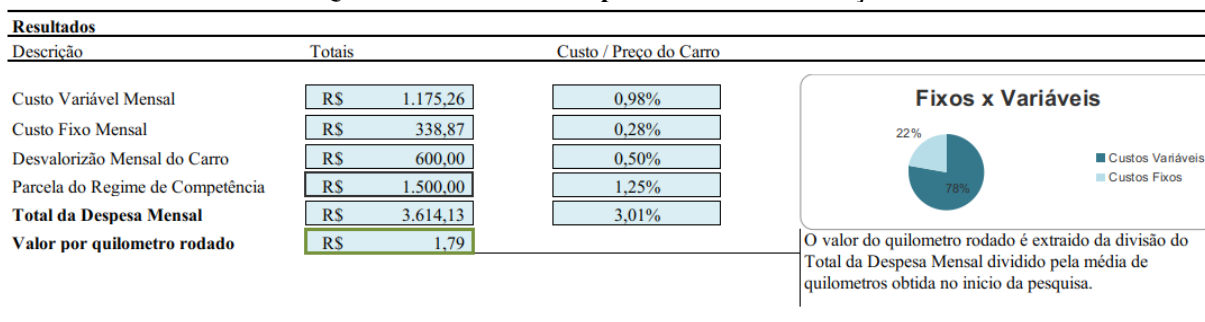 Resultados
Descrição Totais Custo / Preço do Carro
Custo Variável Mensal R$ 1.175,26 0,98%
Custo Fixo Mensal R$ 338,87 0,28%
Desvalorizão Mensal do Carro R$ 600,00 0,50%
Parcela do Regime de Competência R$ 1.500,00 1,25%
Total da Despesa Mensal R$ 3.614,13 3,01%
Valor por quilometro rodado R$ 1,79
Fixos x Variáveis
22%
78%
Custos Variáveis
Custos Fixos
O valor do quilometro rodado é extraido da divisão do
Total da Despesa Mensal dividido pela média de
quilometros obtida no inicio da pesquisa.